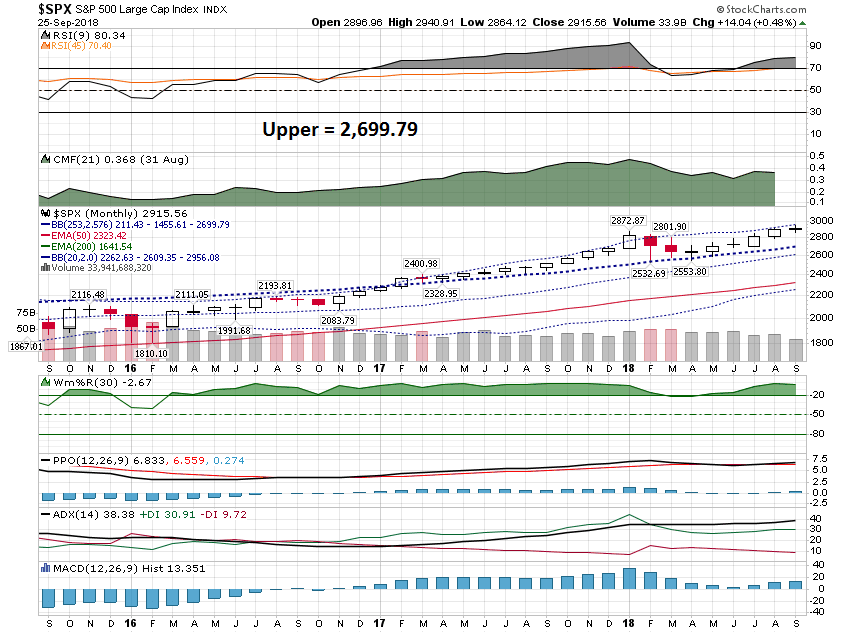 $SPX S&P 500 Large Cap Index INDX
© StockCharts.com
25-Sep-2018
Open 2896.96 High 2940.91 Low 2864.12 Close 2915.56 Volume 33.9B Chg +14.04 (+0.48%)
RSI(9) 80.34
RSI(45) 70.40
90
70
50
30
10
Upper = 2,699.79
CMF(21) 0.368 (31 Aug)
0.5
0.4
0.3
0.2
0.1
$SPX (Monthly) 2915.56
BB(253,2.576) 211.43 - 1455.61 - 2699.79
EMA(50) 2323.42
EMA(200) 1641.54
BB(20,2.0) 2262.63 - 2609.35 - 2956.08
Volume 33,941,688,320
2872.87
2801.90
2532.69
2553.80
2400.98
2328.95
2193.81
2083.79
2116.48
2111.05
1991.68
1867.01
1810.10
75B
50B
3000
2800
2600
2400
2200
2000
1800
S O N D 16 F M A M J J A S O N D 17 F M A M J J A S O N D 18 F M A M J J A S
Wm%R(30) -2.67
-20
-50
-80
PPO(12,26,9) 6.833, 6.559, 0.274
7.5
5.0
2.5
0.0
-2.5
ADX(14) 38.38 +DI 30.91 -DI 9.72
40
30
20
10
MACD(12,26,9) Hist 13.351
40
20
0
-20
-40
S O N D 16 F M A M J J A S O N D 17 F M A M J J A S O N D 18 F M A M J J A S